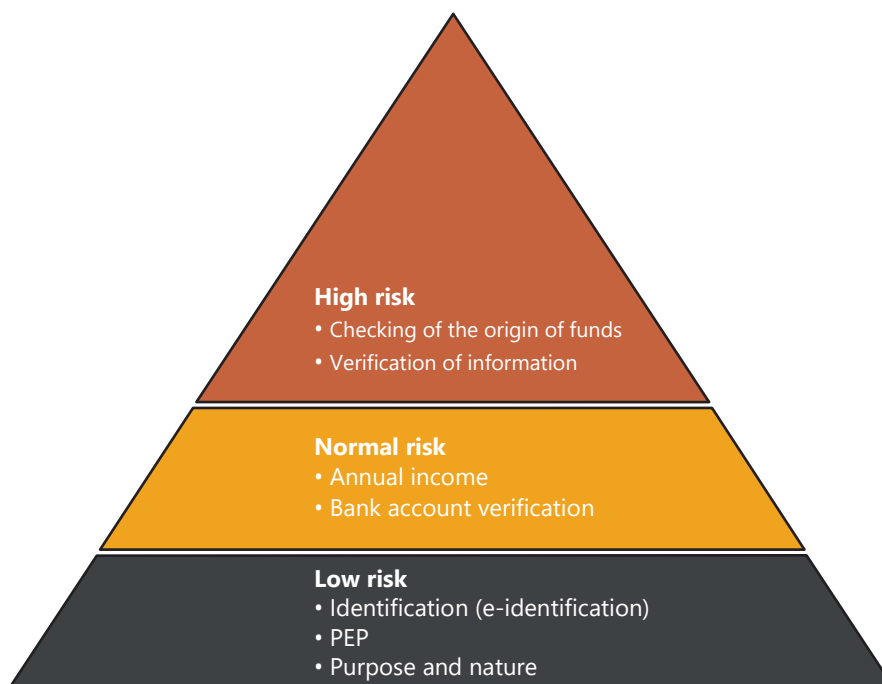 High risk
• Checking of the origin of funds
• Verification of information
Normal risk
• Annual income
• Bank account verification
Low risk
• Identification (e-identification)
• PEP
• Purpose and nature